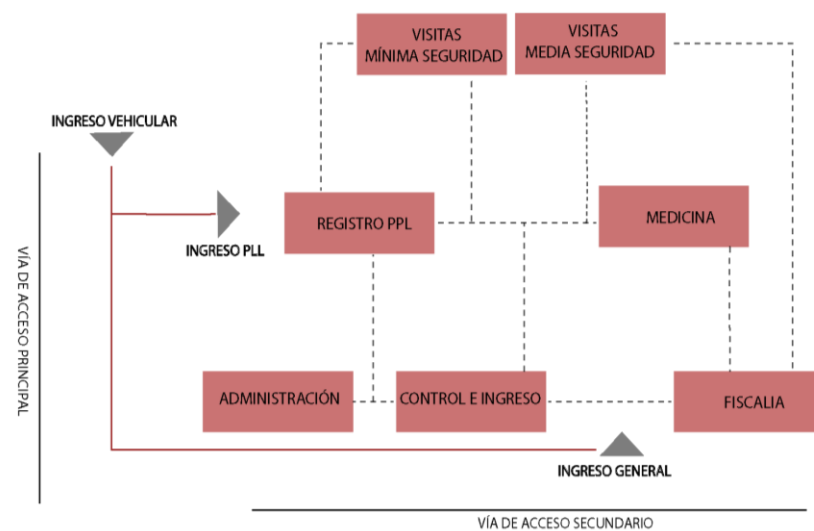 VISITAS
MÍNIMA SEGURIDAD
VISITAS
MEDIA SEGURIDAD
INGRESO VEHICULAR
REGISTRO PPL
MEDICINA
INGRESO PLL
VÍA DE ACCESO PRINCIPAL
ADMINISTRACIÓN
CONTROL E INGRESO
FISCALIA
INGRESO GENERAL
VÍA DE ACCESO SECUNDARIO